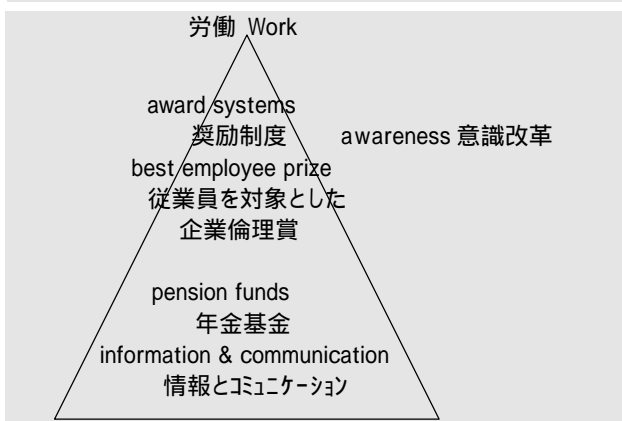 労働 Work
award systems
奨励制度 awareness 意識改革
best employee prize
従業員を対象とした
企業倫理賞
pension funds
年金基金
information & communication
情報とｺﾐｭﾆｹｰｼｮﾝ